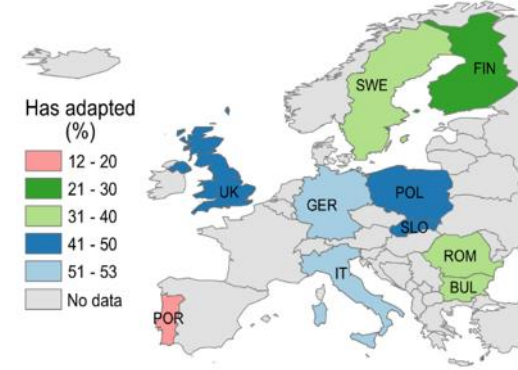 Has adapted
(%)
12 - 20
21 - 30
31 - 40
41 - 50
51 - 53
No data
FIN
SWE
UK
GER
POL
SLO
IT
ROM
BUL
POR